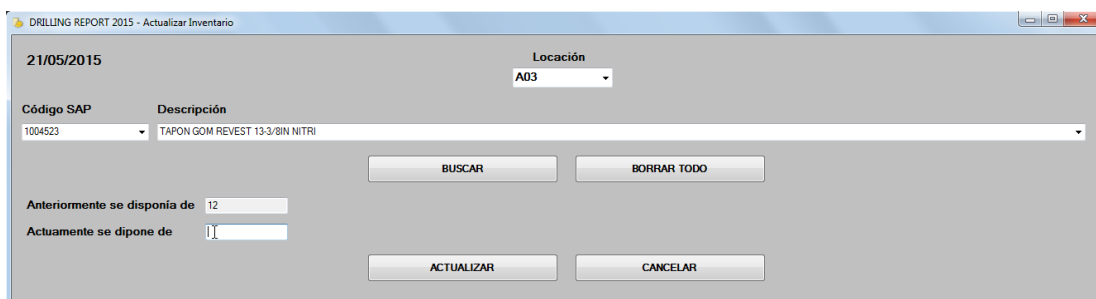 DRILLING REPORT 2015 - Actualizar Inventario
21/05/2015
Locación
A03
Código SAP Descripción
1004523 TAPON GOM REVEST 13-3/8IN NITRI
BUSCAR BORRAR TODO
Anteriormente se disponía de 12
Actuamente se dipone de
ACTUALIZAR CANCELAR